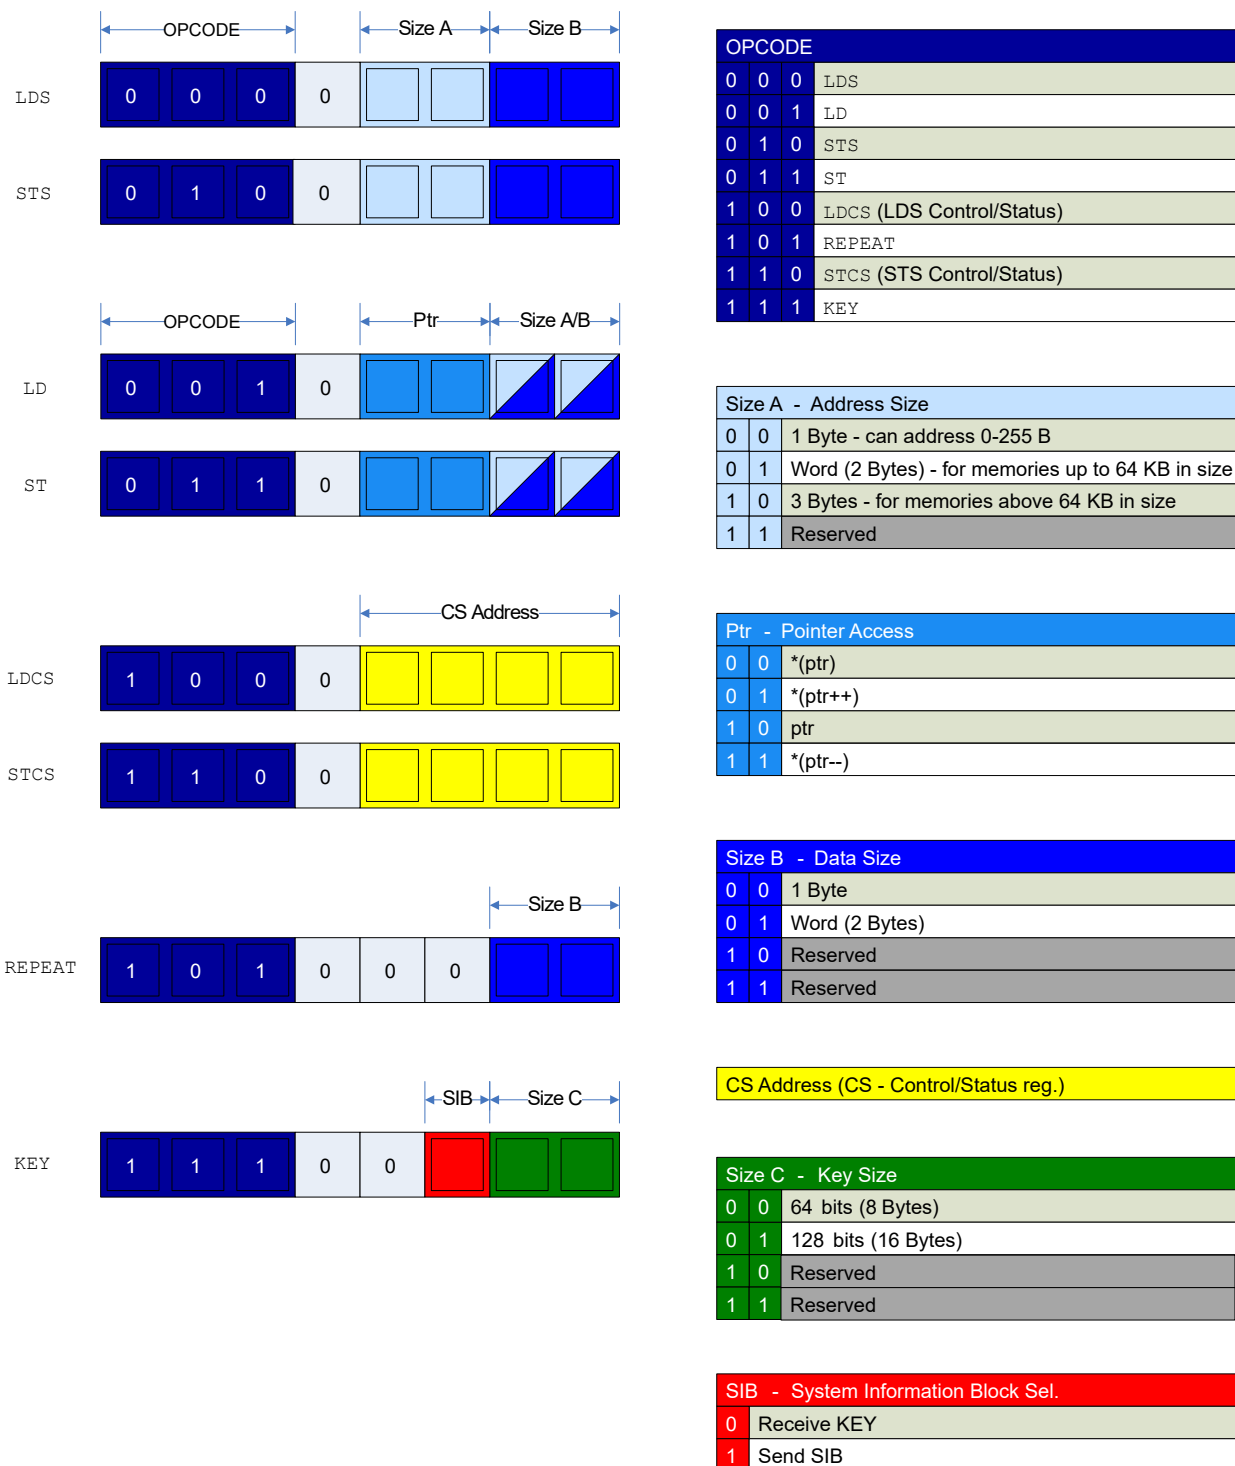 OPCODE Size A Size B
LDS 0 0 0 0
STS 0 1 0 0
OPCODE Ptr Size A/B
LD 0 0 1 0
ST 0 1 1 0
CS Address
LDCS 1 0 0 0
STCS 1 1 0 0
Size B
REPEAT 1 0 1 0 0 0
SIB Size C
KEY 1 1 1 0 0
OPCODE
0 0 0 LDS
0 0 1 LD
0 1 0 STS
0 1 1 ST
1 0 0 LDCS (LDS Control/Status)
1 0 1 REPEAT
1 1 0 STCS (STS Control/Status)
1 1 1 KEY
Size A - Address Size
0 0 1 Byte - can address 0-255 B
0 1 Word (2 Bytes) - for memories up to 64 KB in size
1 0 3 Bytes - for memories above 64 KB in size
1 1 Reserved
Ptr - Pointer Access
0 0 *(ptr)
0 1 *(ptr++)
1 0 ptr
1 1 *(ptr--)
Size B - Data Size
0 0 1 Byte
0 1 Word (2 Bytes)
1 0 Reserved
1 1 Reserved
CS Address (CS - Control/Status reg.)
Size C - Key Size
0 0 64 bits (8 Bytes)
0 1 128 bits (16 Bytes)
1 0 Reserved
1 1 Reserved
SIB - System Information Block Sel.
0 Receive KEY
1 Send SIB